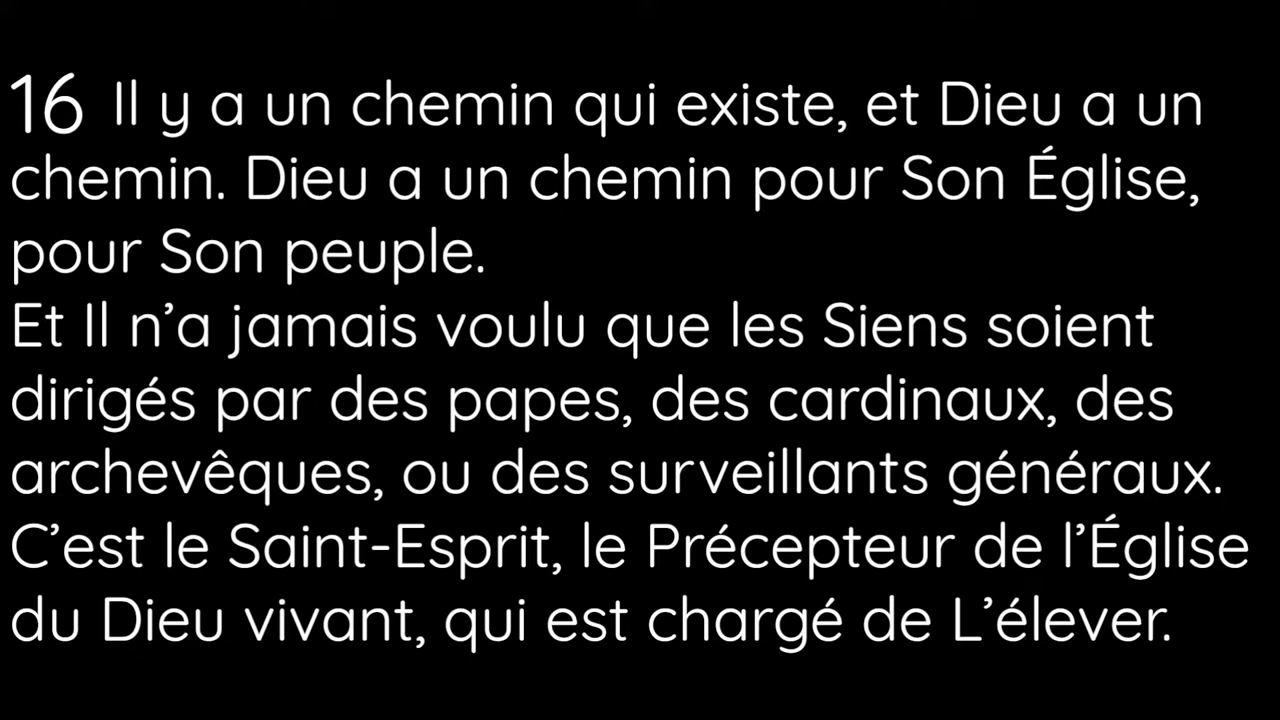 16 Il y a un chemin qui existe, et Dieu a un
chemin. Dieu a un chemin pour Son Église,
pour Son peuple.
Et Il n’a jamais voulu que les Siens soient
dirigés par des papes, des cardinaux, des
archevêques, ou des surveillants généraux.
C’est le Saint-Esprit, le Précepteur de l’Église
du Dieu vivant, qui est chargé de L’élever.